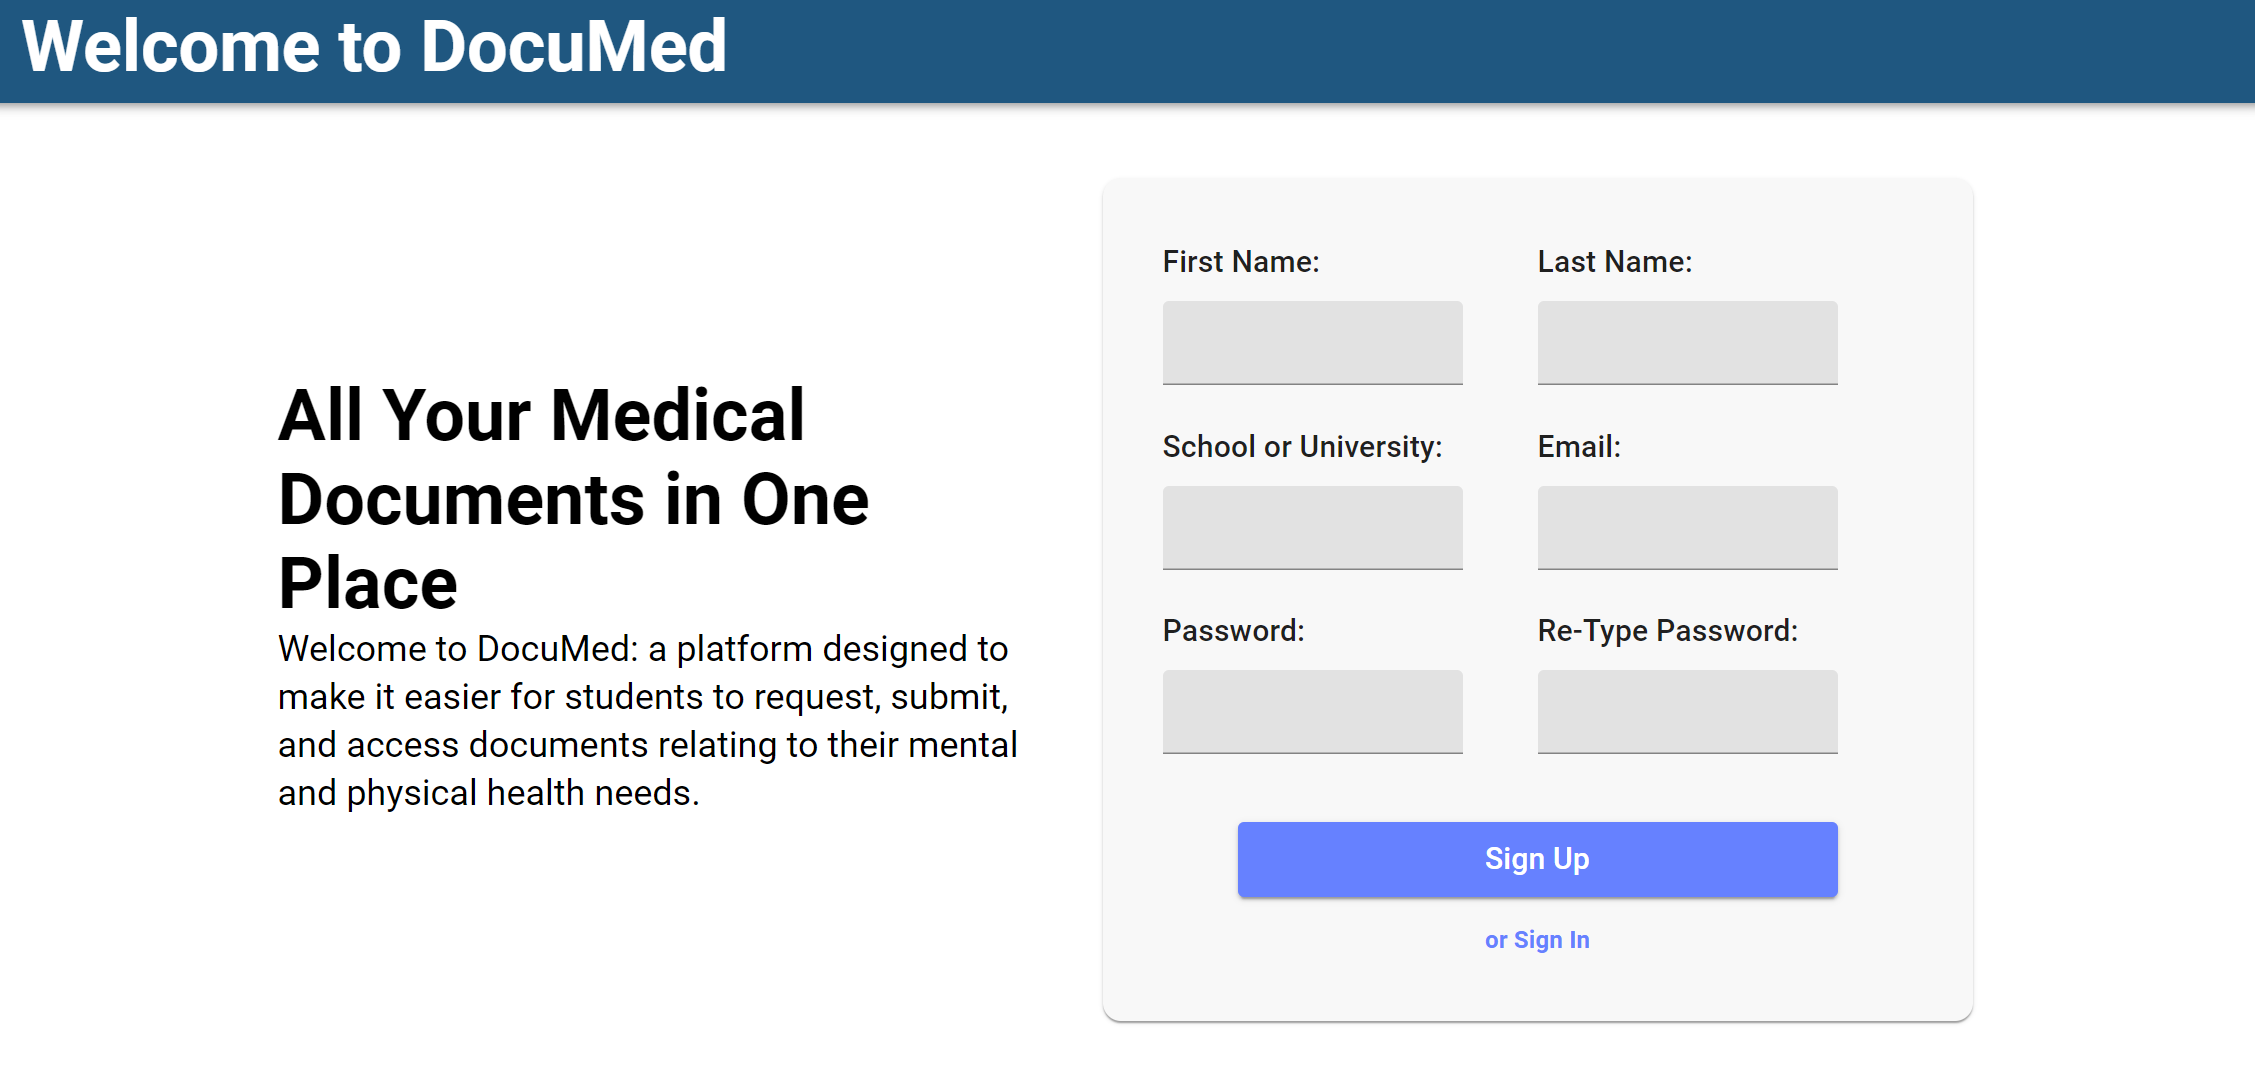 Welcome to DocuMed
All Your Medical
Documents in One
Place
Welcome to DocuMed: a platform designed to
make it easier for students to request, submit,
and access documents relating to their mental
and physical health needs.
First Name:
Last Name:
School or University:
Email:
Password:
Re-Type Password:
Sign Up
or Sign In